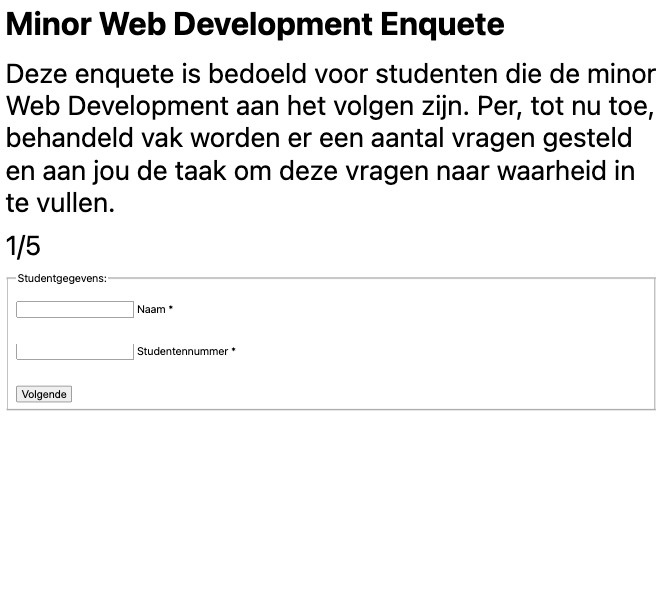 Minor Web Development Enquete
Deze enquete is bedoeld voor studenten die de minor
Web Development aan het volgen zijn. Per, tot nu toe,
behandeld vak worden er een aantal vragen gesteld
en aan jou de taak om deze vragen naar waarheid in
te vullen.
1/5
Studentgegevens:
Naam *
Studentennummer *
Volgende